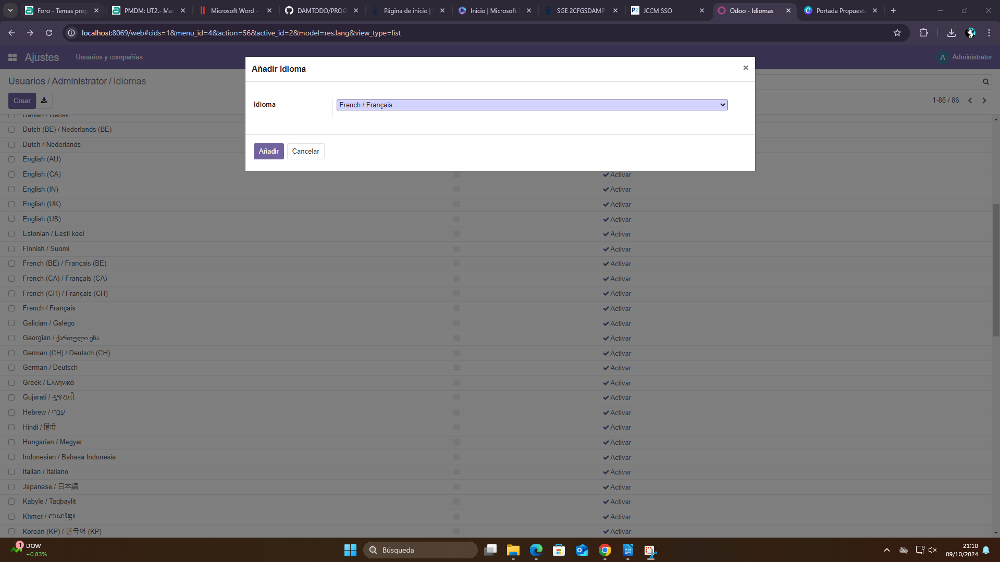 Foro - Temas prop
PMDM: UT2.- Mar
Microsoft Word -
DAMTODO/PROG
Página de inicio |
Inicio | Microsoft 3
SGE 2CFGSDAMP
JCCM SSO
Odoo - Idiomas
Portada Propuesta
localhost:8069/web#cids=1&menu_id=4&action=56&active_id=2&model=res.lang&view_type=list
Ajustes
Usuarios y compañías
A Administrator
Usuarios / Administrator / Idiomas
Crear
1-86 / 86
Añadir Idioma
×
Idioma
French / Français
Añadir
Cancelar
Danish / Dansk
Dutch (BE) / Nederlands (BE)
Dutch / Nederlands
English (AU)
English (CA) Activar
English (IN) Activar
English (UK) Activar
English (US) Activar
Estonian / Eesti keel Activar
Finnish / Suomi Activar
French (BE) / Français (BE) Activar
French (CA) / Français (CA) Activar
French (CH) / Français (CH) Activar
French / Français Activar
Galician / Galego Activar
Georgian / ქართული ენა Activar
German (CH) / Deutsch (CH) Activar
German / Deutsch Activar
Greek / Ελληνικά Activar
Gujarati / ગુજરાતી Activar
Hebrew / עברי Activar
Hindi / हिंदी Activar
Hungarian / Magyar Activar
Indonesian / Bahasa Indonesia Activar
Italian / Italiano Activar
Japanese / 日本語 Activar
Kabyle / Taqbaylit Activar
Khmer / ភាសាខ្មែរ Activar
Korean (KP) / 한국어 (KP) Activar
1
DOW
+0,83%
Búsqueda
21:10
09/10/2024